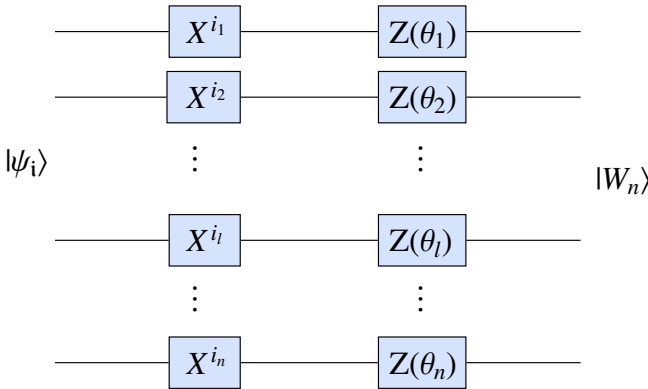 X^{i_1} Z(θ_1)
X^{i_2} Z(θ_2)
⋮ ⋮
|ψ_𝐢⟩ |W_n⟩
X^{i_l} Z(θ_l)
⋮ ⋮
X^{i_n} Z(θ_n)